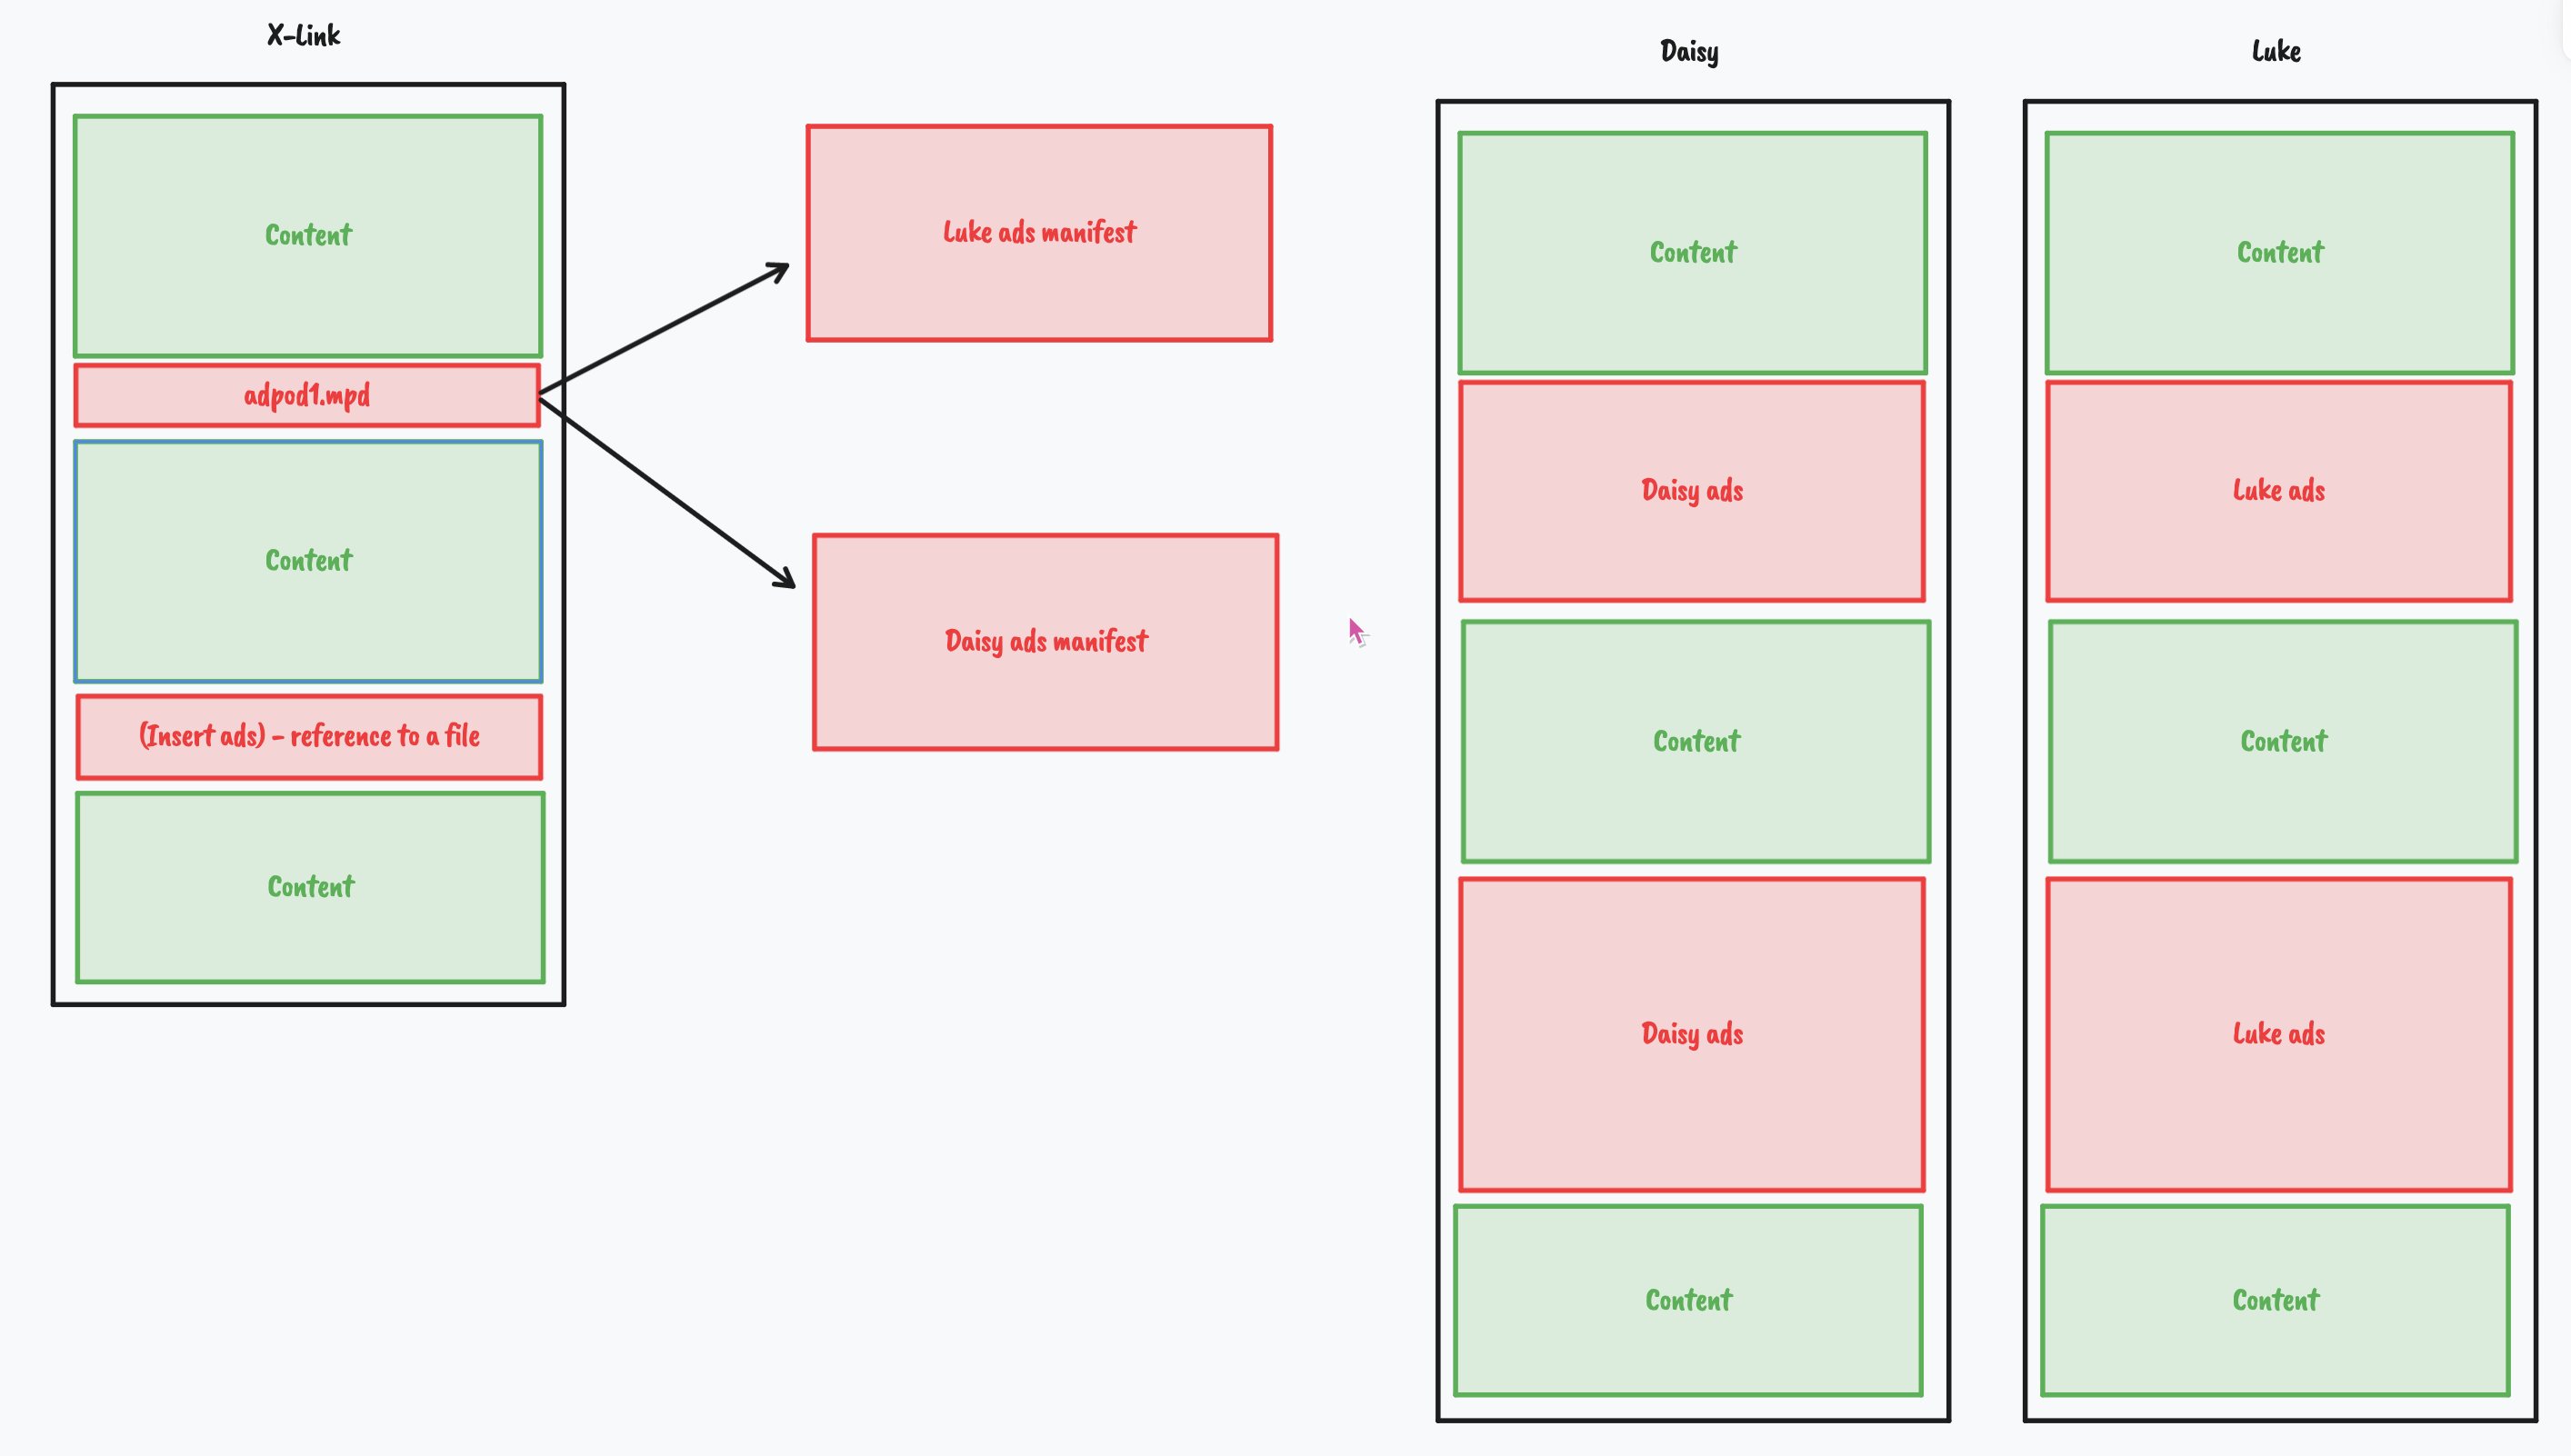 X-Link
Content
adpod1.mpd
Content
(Insert ads) - reference to a file
Content
Luke ads manifest
Daisy ads manifest
Daisy
Content
Daisy ads
Content
Daisy ads
Content
Luke
Content
Luke ads
Content
Luke ads
Content